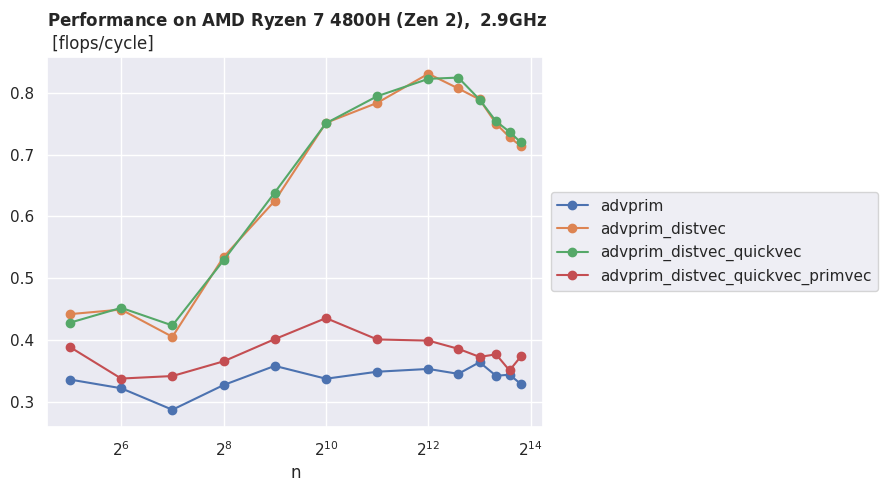 Performance on AMD Ryzen 7 4800H (Zen 2), 2.9GHz
[flops/cycle]
0.8
0.7
0.6
0.5
0.4
0.3
2^6 2^8 2^10 2^12 2^14
n
advprim
advprim_distvec
advprim_distvec_quickvec
advprim_distvec_quickvec_primvec